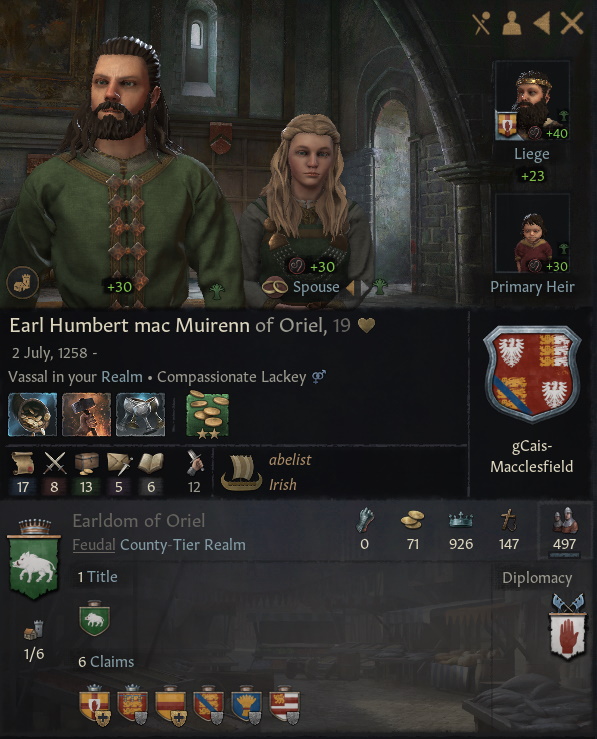 +40
Liege
+23
+30
+30
Spouse
+30
Primary Heir
Earl Humbert mac Muirenn of Oriel, 19
2 July, 1258 -
Vassal in your Realm • Compassionate Lackey
gCais-
Macclesfield
17 8 13 5 6 12
abelist
Irish
Earldom of Oriel
Feudal County-Tier Realm
0 71 926 147 497
1 Title
Diplomacy
1/6
6 Claims